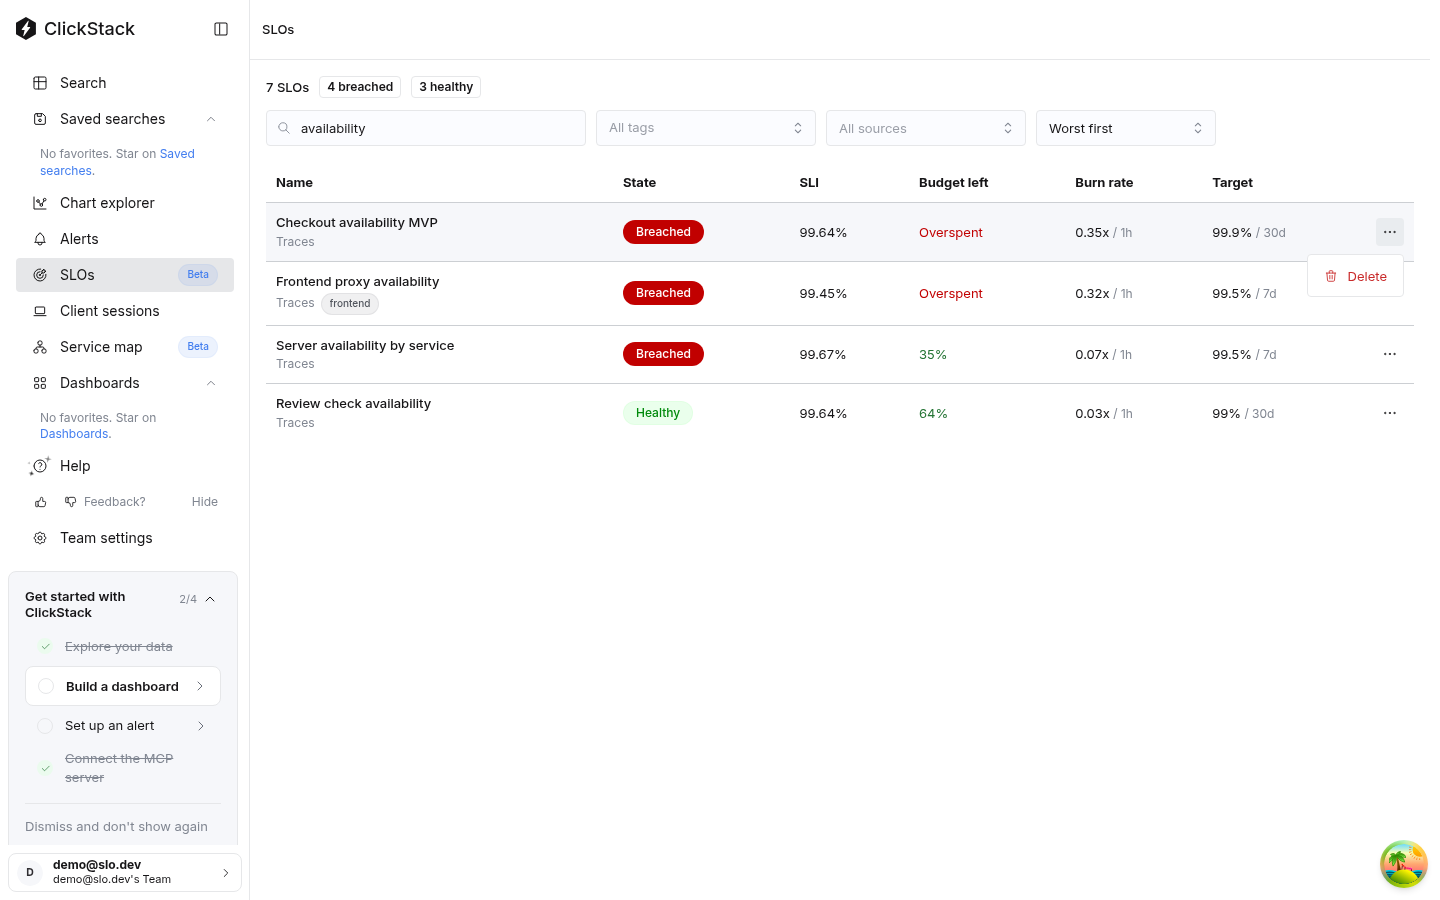 ClickStack
SLOs
Search
Saved searches
No favorites. Star on Saved
searches.
Chart explorer
Alerts
SLOs Beta
Client sessions
Service map Beta
Dashboards
No favorites. Star on
Dashboards.
Help
Feedback? Hide
Team settings
Get started with
ClickStack
2/4
Explore your data
Build a dashboard
Set up an alert
Connect the MCP
server
Dismiss and don't show again
D
demo@slo.dev
demo@slo.dev's Team
7 SLOs 4 breached 3 healthy
availability All tags All sources Worst first
Name State SLI Budget left Burn rate Target
Checkout availability MVP
Traces
Breached 99.64% Overspent 0.35x / 1h 99.9% / 30d
Delete
Frontend proxy availability
Traces frontend
Breached 99.45% Overspent 0.32x / 1h 99.5% / 7d
Server availability by service
Traces
Breached 99.67% 35% 0.07x / 1h 99.5% / 7d
Review check availability
Traces
Healthy 99.64% 64% 0.03x / 1h 99% / 30d